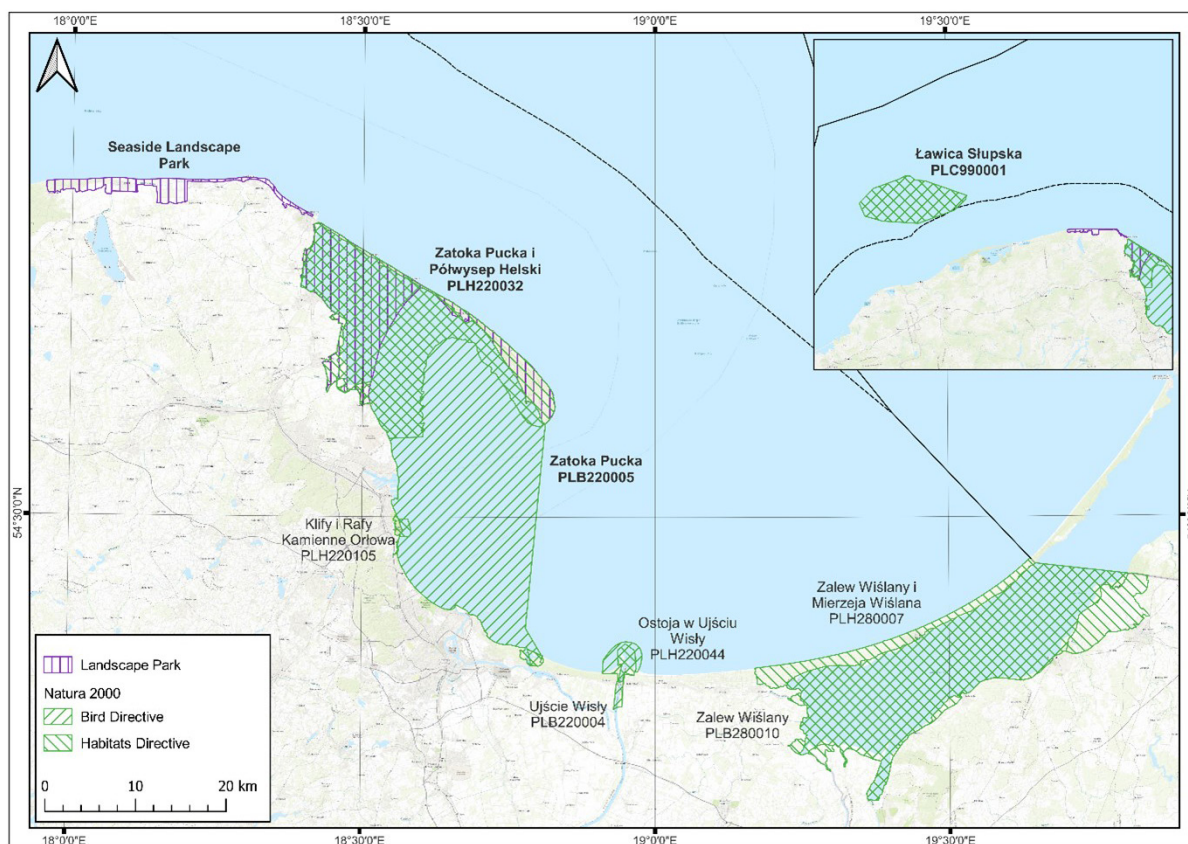 18°0'0"E
18°30'0"E
19°0'0"E
19°30'0"E
Seaside Landscape
Park
Ławica Słupska
PLC990001
Zatoka Pucka i
Półwysep Helski
PLH220032
Zatoka Pucka
PLB220005
54°30'0"N
Klify i Rafy
Kamienne Orłowa
PLH220105
Zalew Wiślany i
Mierzeja Wiślana
PLH280007
Ostoja w Ujściu
Wisły
PLH220044
Ujście Wisły
PLB220004
Zalew Wiślany
PLB280010
Landscape Park
Natura 2000
Bird Directive
Habitats Directive
0 10 20 km
18°0'0"E
18°30'0"E
19°0'0"E
19°30'0"E